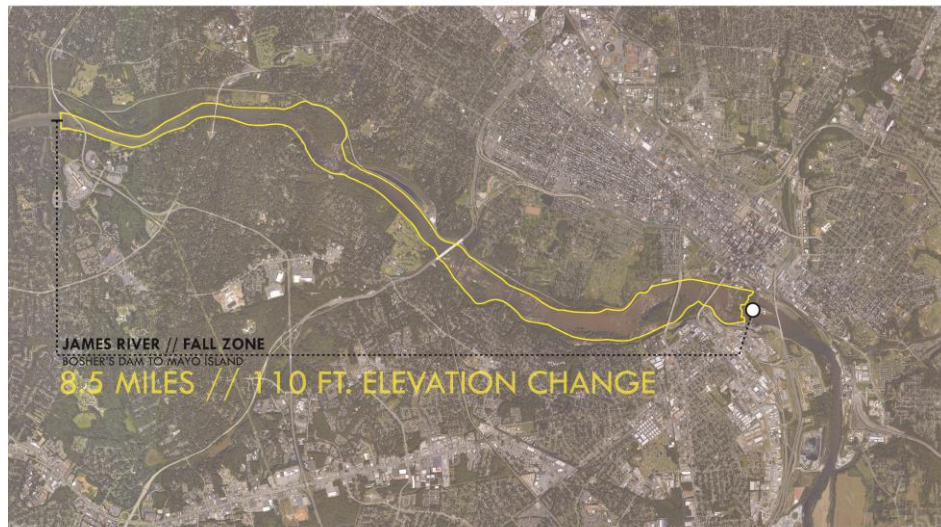 JAMES RIVER // FALL ZONE
BOSHER'S DAM TO MAYO ISLAND
8.5 MILES // 110 FT. ELEVATION CHANGE